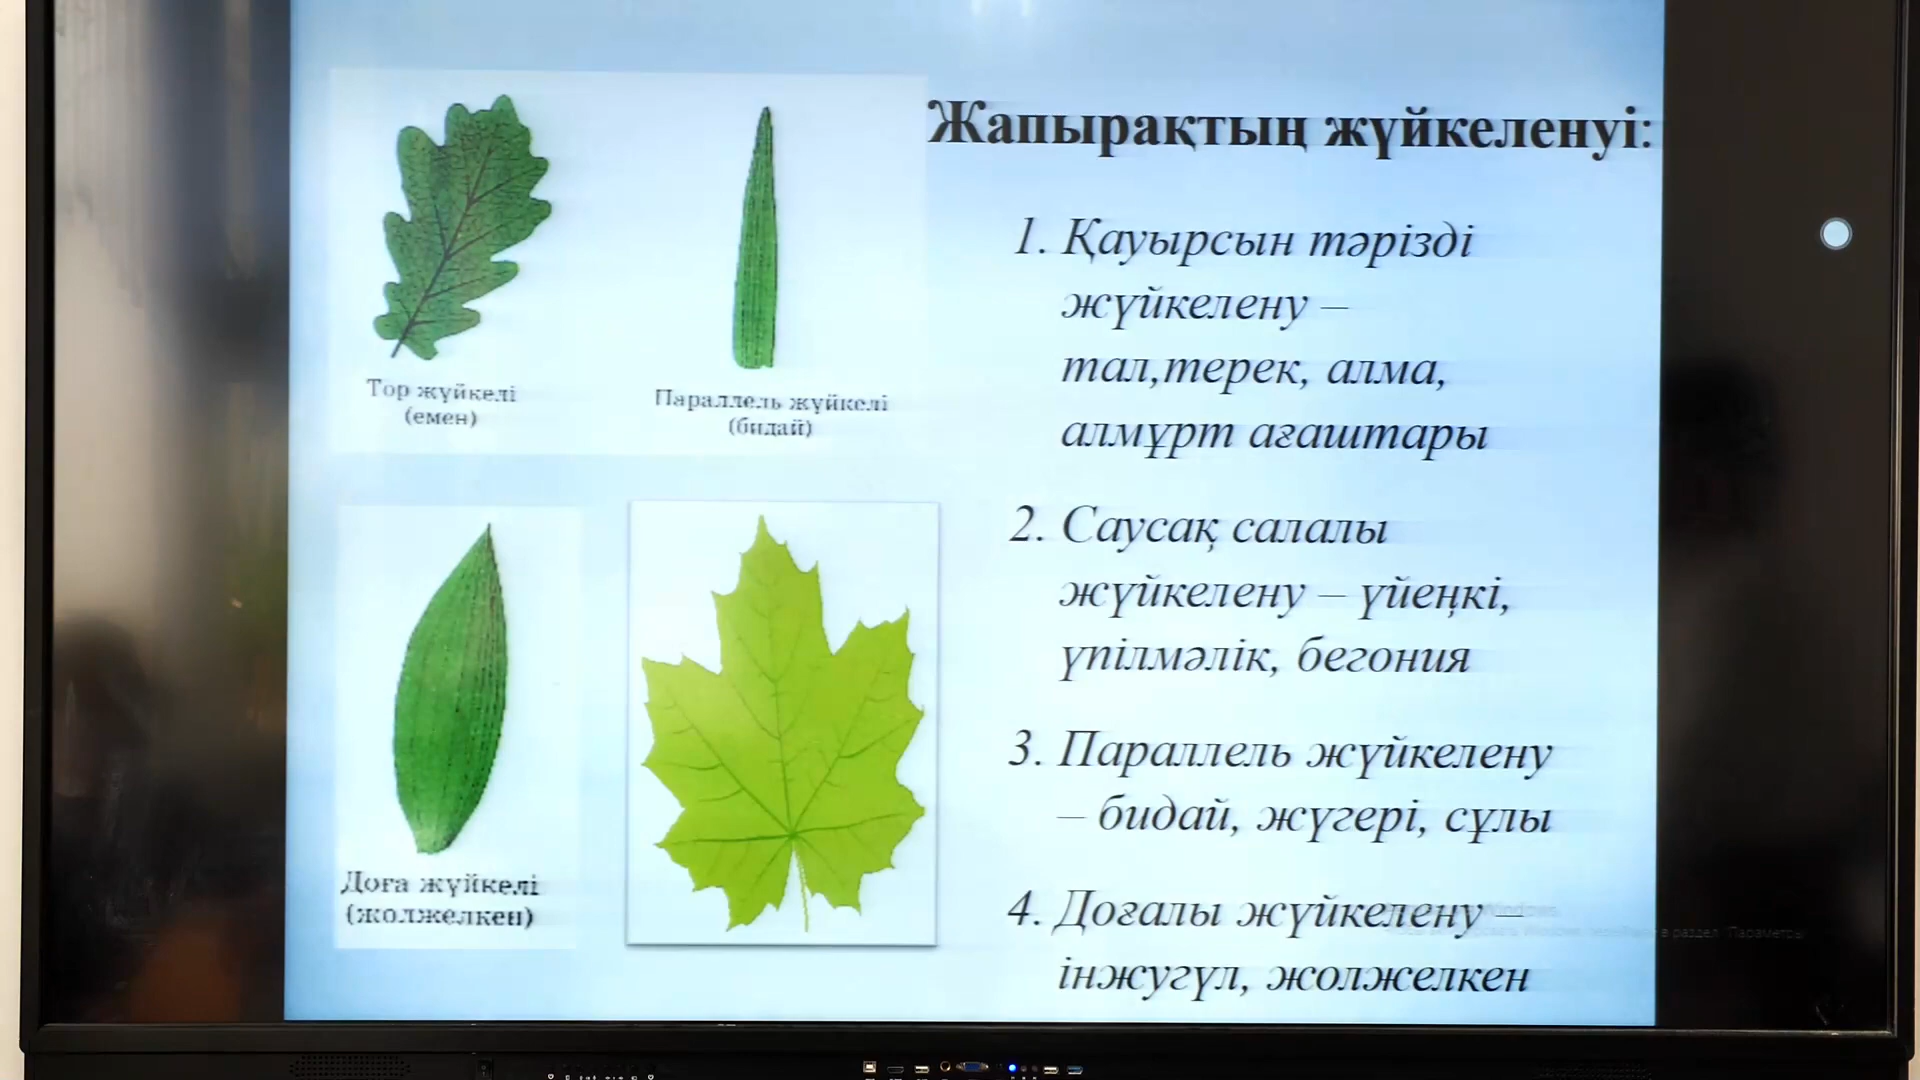 Жапырақтың жүйкеленуі:
Тор жүйкелі
(емен)
Параллель жүйкелі
(бидай)
Доға жүйкелі
(жолжелкен)
1. Қауырсын тәрізді
жүйкелену –
тал,терек, алма,
алмұрт ағаштары
2. Саусақ салалы
жүйкелену – үйеңкі,
үпілмәлік, бегония
3. Параллель жүйкелену
– бидай, жүгері, сұлы
4. Доғалы жүйкелену –
інжугүл, жолжелкен